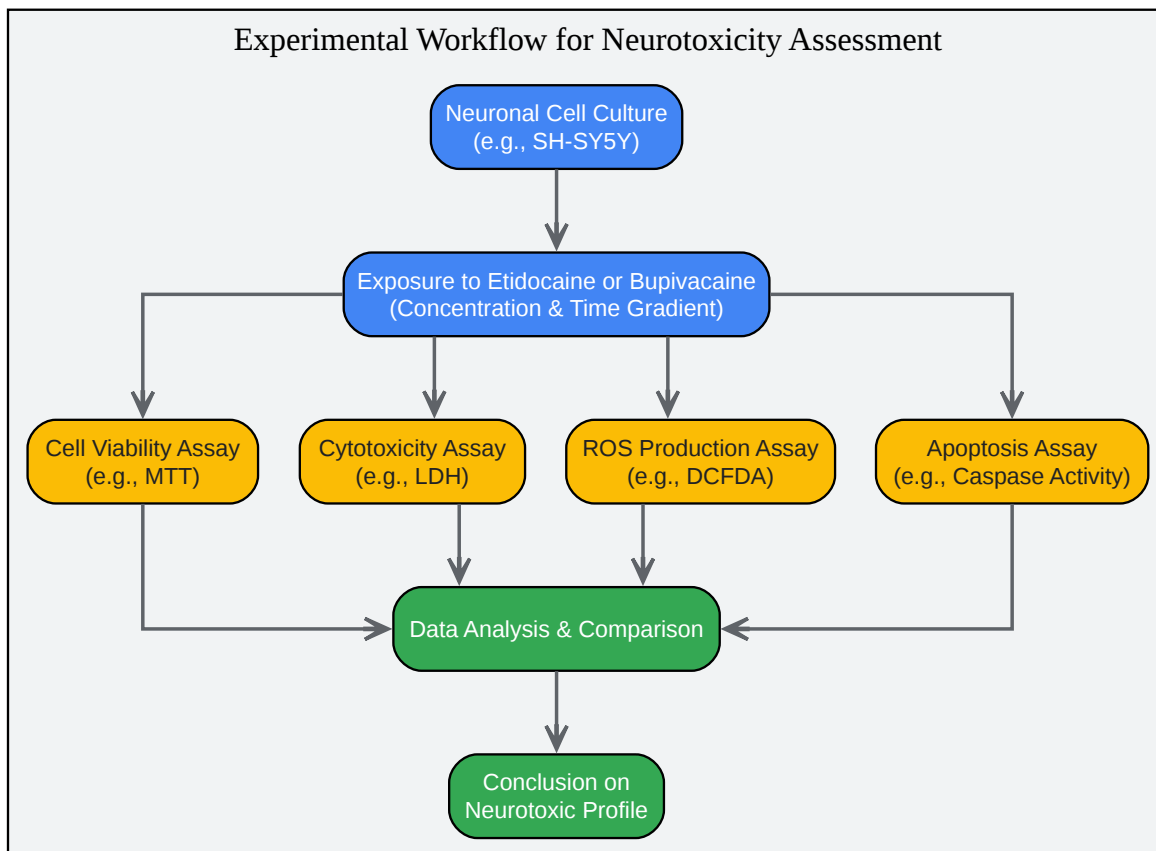 Experimental Workflow for Neurotoxicity Assessment
Neuronal Cell Culture
(e.g., SH-SY5Y)
Exposure to Etidocaine or Bupivacaine
(Concentration & Time Gradient)
Cell Viability Assay
(e.g., MTT)
Cytotoxicity Assay
(e.g., LDH)
ROS Production Assay
(e.g., DCFDA)
Apoptosis Assay
(e.g., Caspase Activity)
Data Analysis & Comparison
Conclusion on
Neurotoxic Profile